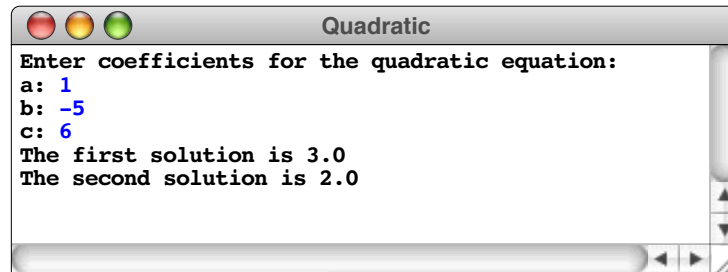 Quadratic
Enter coefficients for the quadratic equation:
a: 1
b: -5
c: 6
The first solution is 3.0
The second solution is 2.0